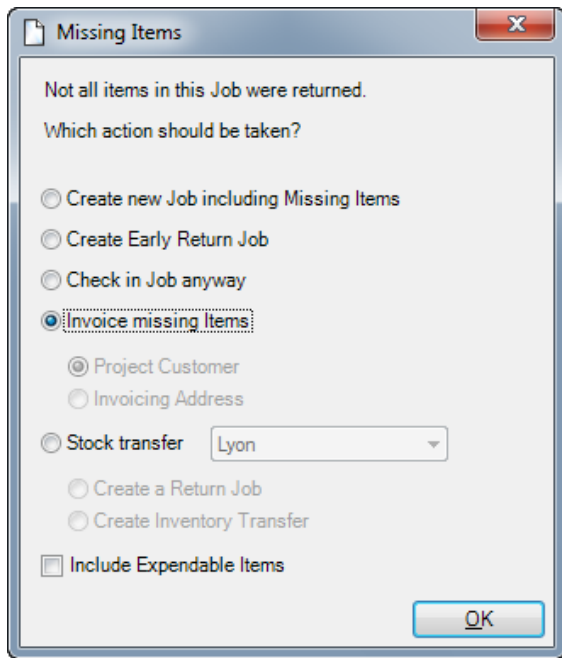 Missing Items
Not all items in this Job were returned.
Which action should be taken?
Create new Job including Missing Items
Create Early Return Job
Check in Job anyway
Invoice missing Items
Project Customer
Invoicing Address
Stock transfer Lyon
Create a Return Job
Create Inventory Transfer
Include Expendable Items
OK